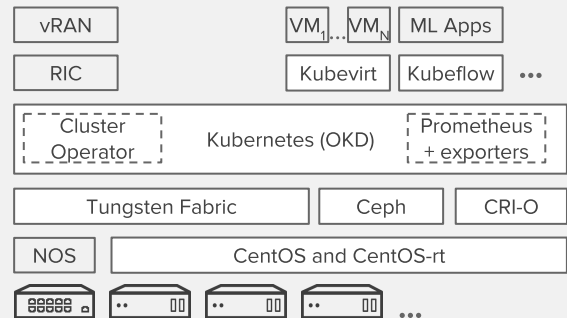 vRAN
VM1 ... VMN
ML Apps
RIC
Kubevirt
Kubeflow
...
Cluster
Operator
Kubernetes (OKD)
Prometheus
+ exporters
Tungsten Fabric
Ceph
CRI-O
NOS
CentOS and CentOS-rt
...